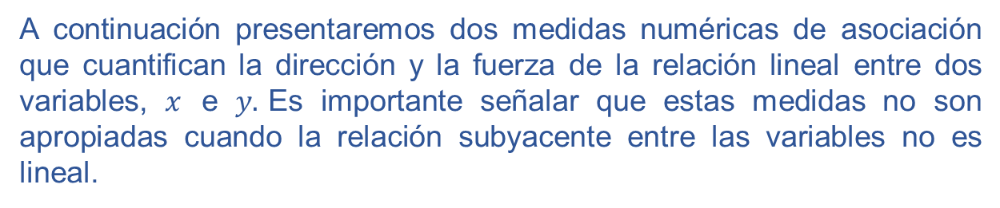 A continuación presentaremos dos medidas numéricas de asociación
que cuantifican la dirección y la fuerza de la relación lineal entre dos
variables, x e y. Es importante señalar que estas medidas no son
apropiadas cuando la relación subyacente entre las variables no es
lineal.